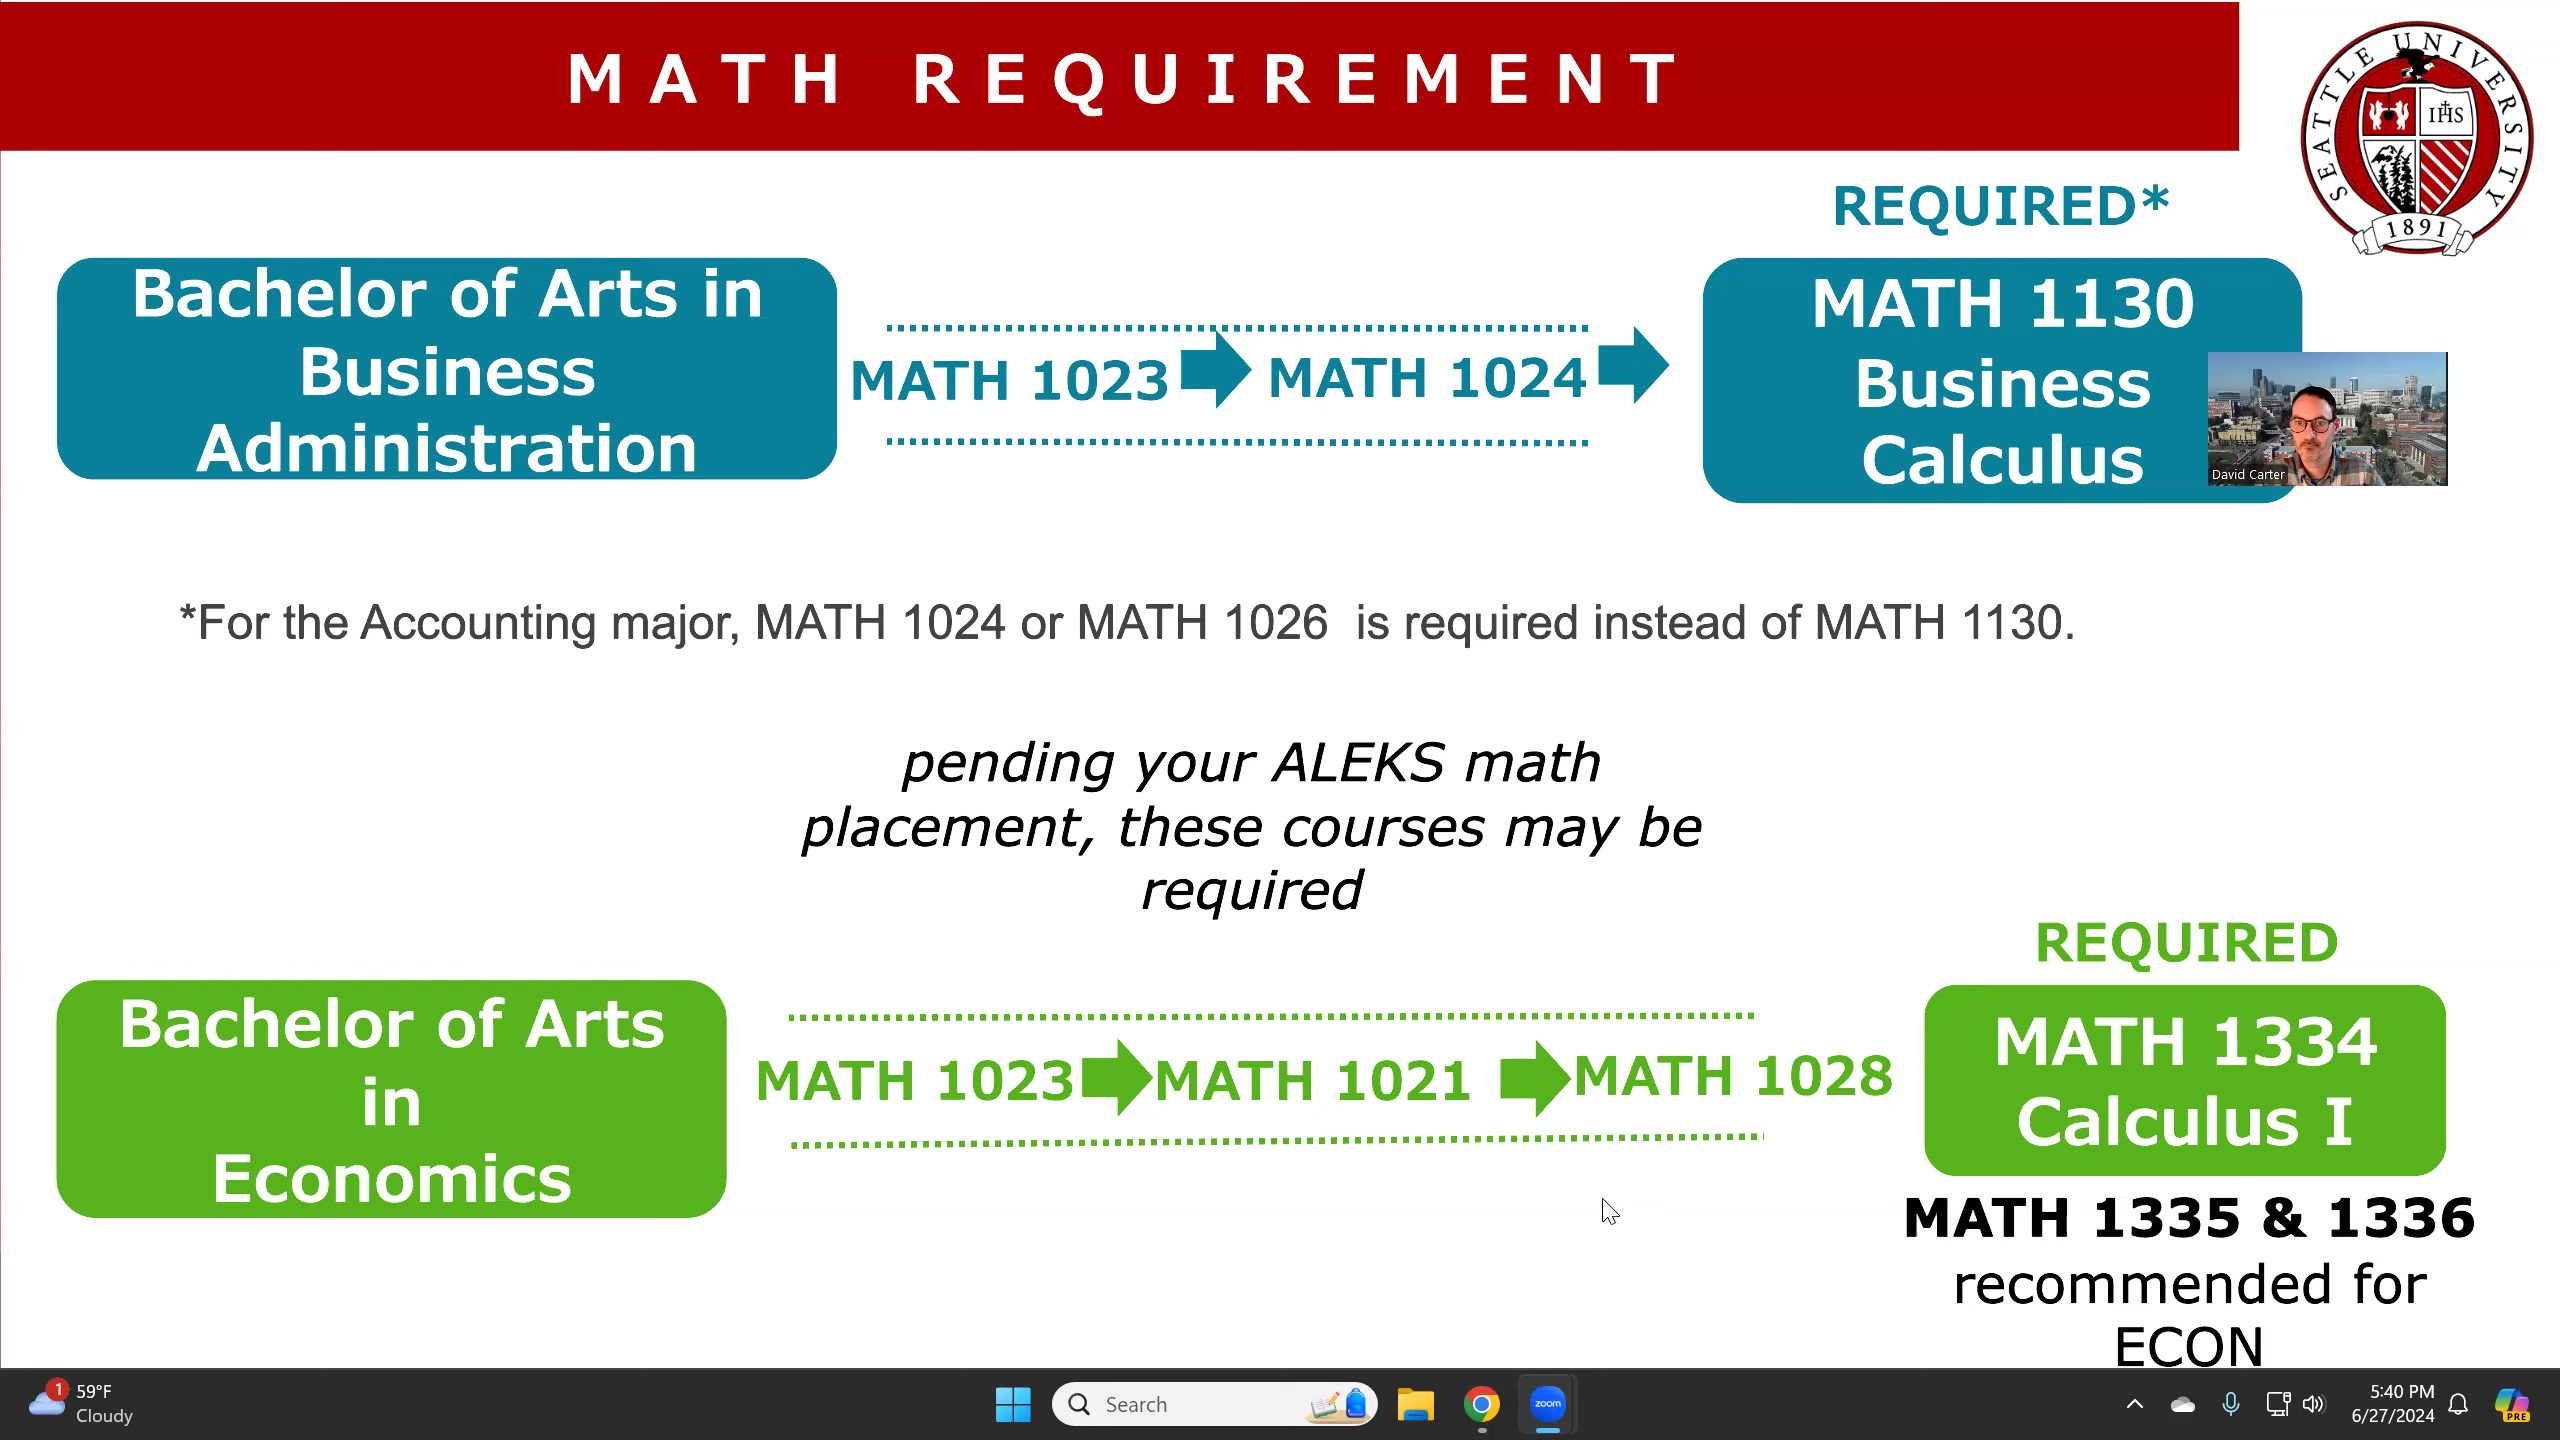 MATH REQUIREMENT
SEATTLE UNIVERSITY
IHS
1891
REQUIRED*
Bachelor of Arts in
Business
Administration
MATH 1023
MATH 1024
MATH 1130
Business
Calculus
David Carter
*For the Accounting major, MATH 1024 or MATH 1026 is required instead of MATH 1130.
pending your ALEKS math
placement, these courses may be
required
REQUIRED
Bachelor of Arts
in
Economics
MATH 1023
MATH 1021
MATH 1028
MATH 1334
Calculus I
MATH 1335 & 1336
recommended for
ECON
1
59°F
Cloudy
Search
zoom
5:40 PM
6/27/2024
PRE